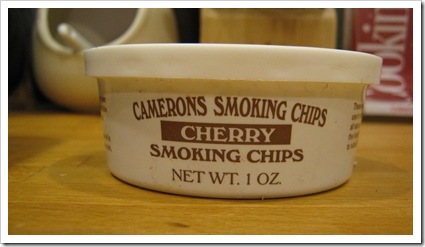 CAMERONS SMOKING CHIPS
CHERRY
SMOKING CHIPS
NET WT. 1 OZ.